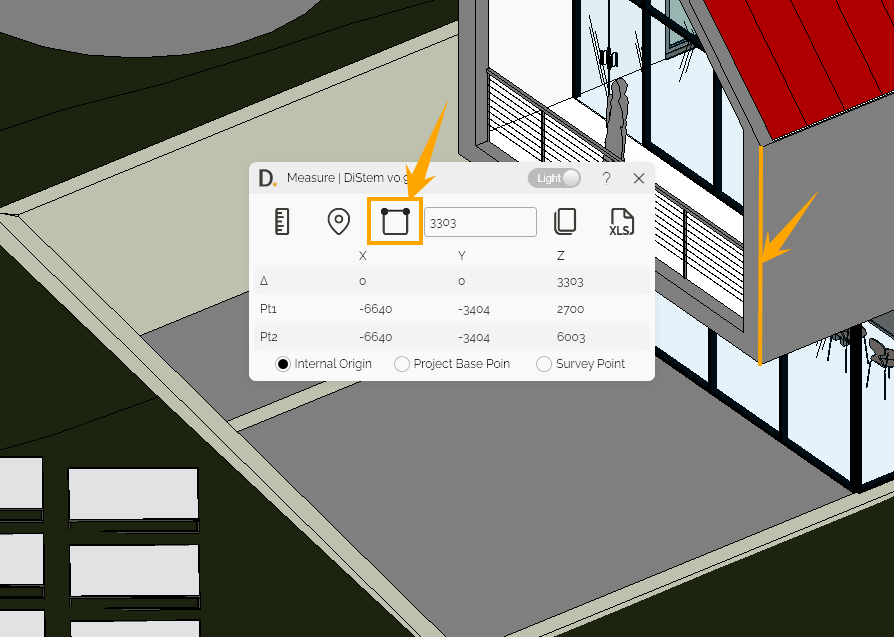 D. Measure | DiStem v0.9 Light ?
3303 XLS
X Y Z
Δ 0 0 3303
Pt1 -6640 -3404 2700
Pt2 -6640 -3404 6003
Internal Origin Project Base Poin Survey Point